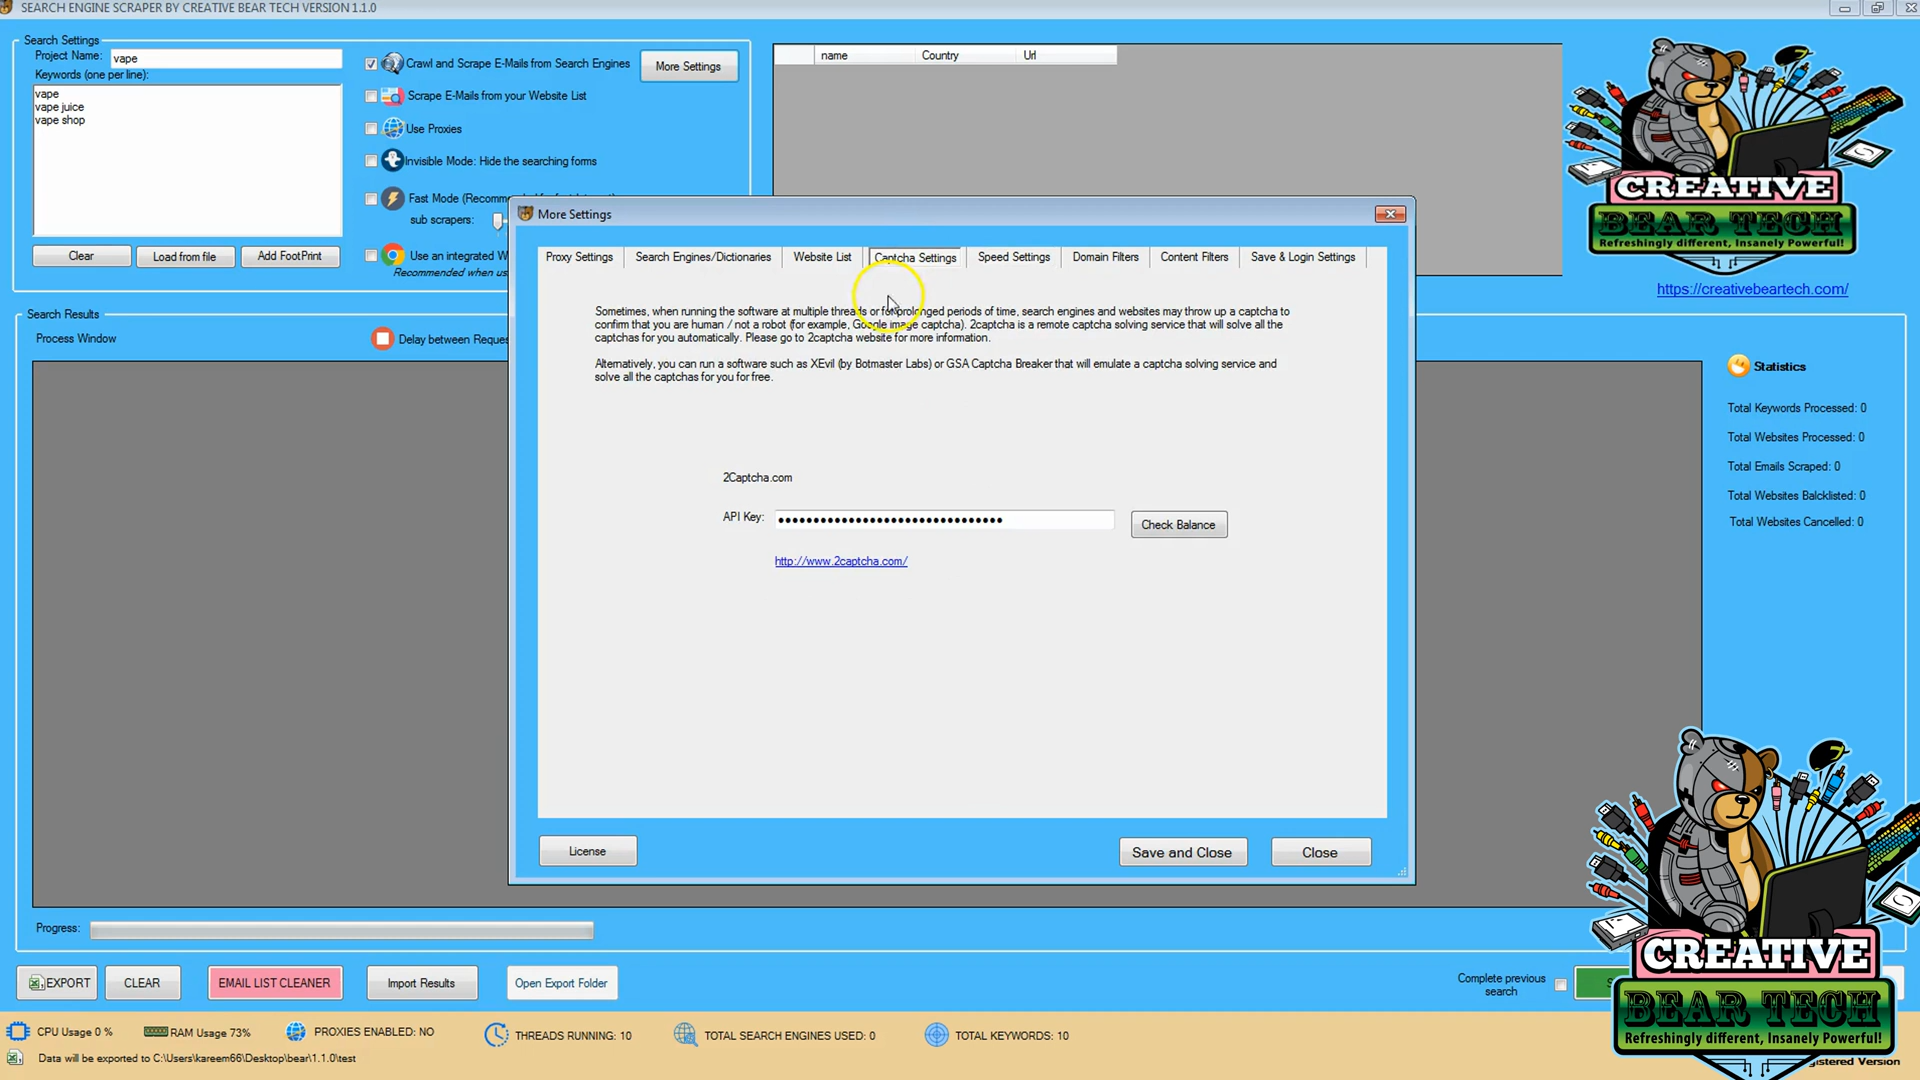 SEARCH ENGINE SCRAPER BY CREATIVE BEAR TECH VERSION 1.1.0
Search Settings
Project Name: vape
Keywords (one per line):
vape
vape juice
vape shop
Clear
Load from file
Add FootPrint
Crawl and Scrape E-Mails from Search Engines
More Settings
Scrape E-Mails from your Website List
Use Proxies
Invisible Mode: Hide the searching forms
Fast Mode (Recomm
sub scrapers:
Use an integrated W
Recommended when us
name Country Url
CREATIVE
BEAR TECH
Refreshingly different, Insanely Powerful!
https://creativebeartech.com/
Search Results
Process Window
Delay between Reque
More Settings
Proxy Settings
Search Engines/Dictionaries
Website List
Captcha Settings
Speed Settings
Domain Filters
Content Filters
Save & Login Settings
Sometimes, when running the software at multiple threads or for prolonged periods of time, search engines and websites may throw up a captcha to
confirm that you are human / not a robot (for example, Google image captcha). 2captcha is a remote captcha solving service that will solve all the
captchas for you automatically. Please go to 2captcha website for more information.
Alternatively, you can run a software such as XEvil (by Botmaster Labs) or GSA Captcha Breaker that will emulate a captcha solving service and
solve all the captchas for you for free.
2Captcha.com
API Key:
Check Balance
http://www.2captcha.com/
License
Save and Close
Close
Statistics
Total Keywords Processed: 0
Total Websites Processed: 0
Total Emails Scraped: 0
Total Websites Balcklisted: 0
Total Websites Cancelled: 0
Progress:
EXPORT
CLEAR
EMAIL LIST CLEANER
Import Results
Open Export Folder
Complete previous
search
CREATIVE
BEAR TECH
Refreshingly different, Insanely Powerful!
CPU Usage 0 %
RAM Usage 73%
PROXIES ENABLED: NO
THREADS RUNNING: 10
TOTAL SEARCH ENGINES USED: 0
TOTAL KEYWORDS: 10
Data will be exported to C:\Users\kareem66\Desktop\bear\1.1.0\test
gistered Version